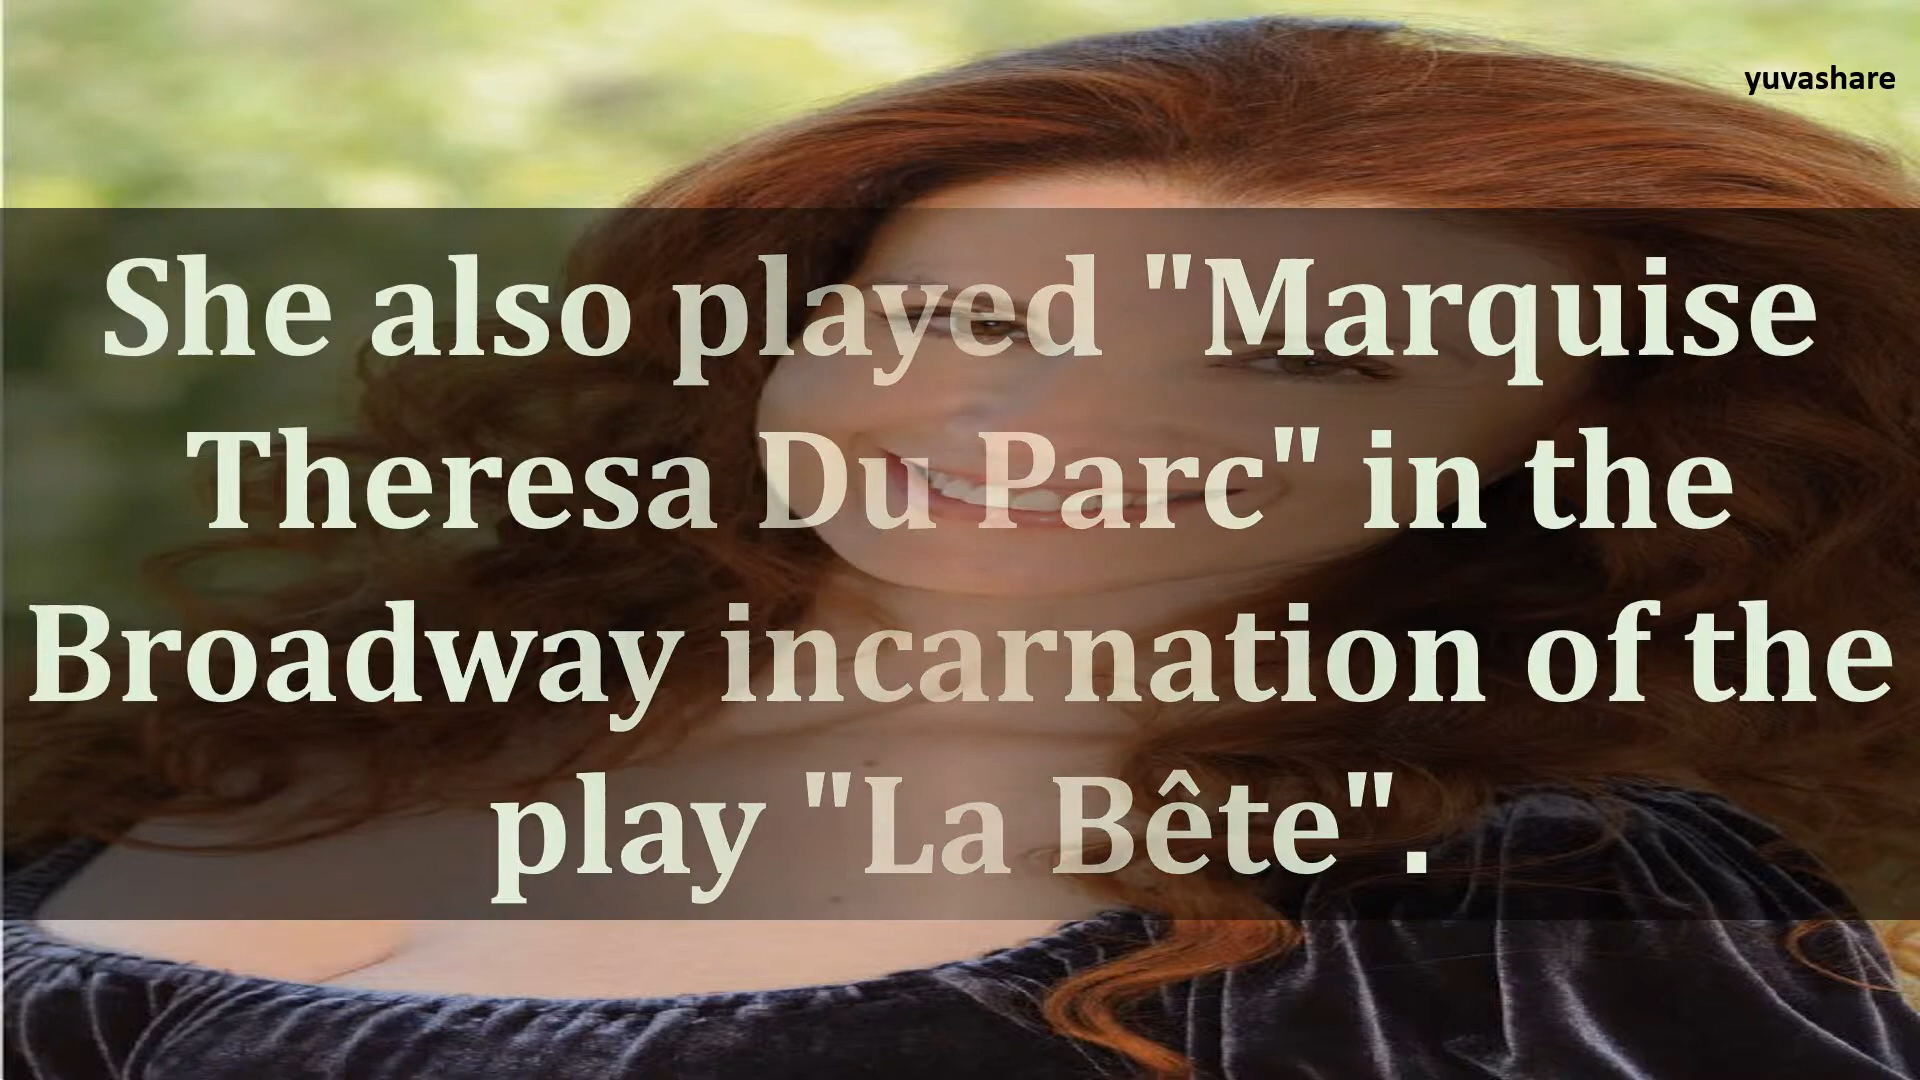 yuvashare
She also played "Marquise
Theresa Du Parc" in the
Broadway incarnation of the
play "La Bête".